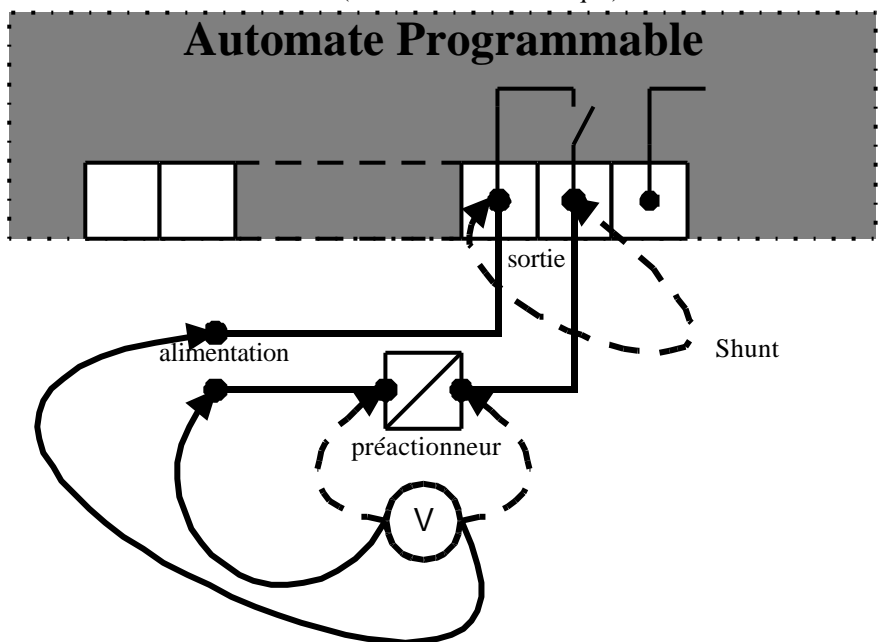 Automate Programmable
sortie
alimentation
Shunt
préactionneur
V